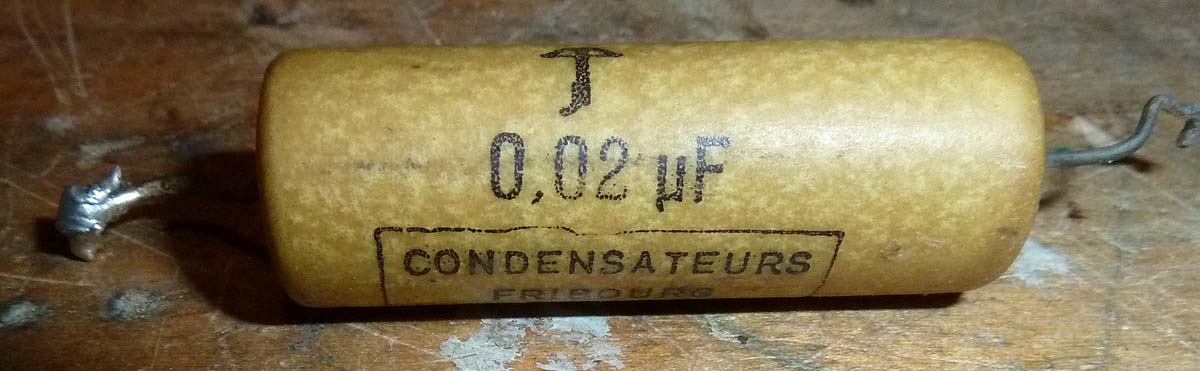 0,02 µF
CONDENSATEURS
FRIBOURG